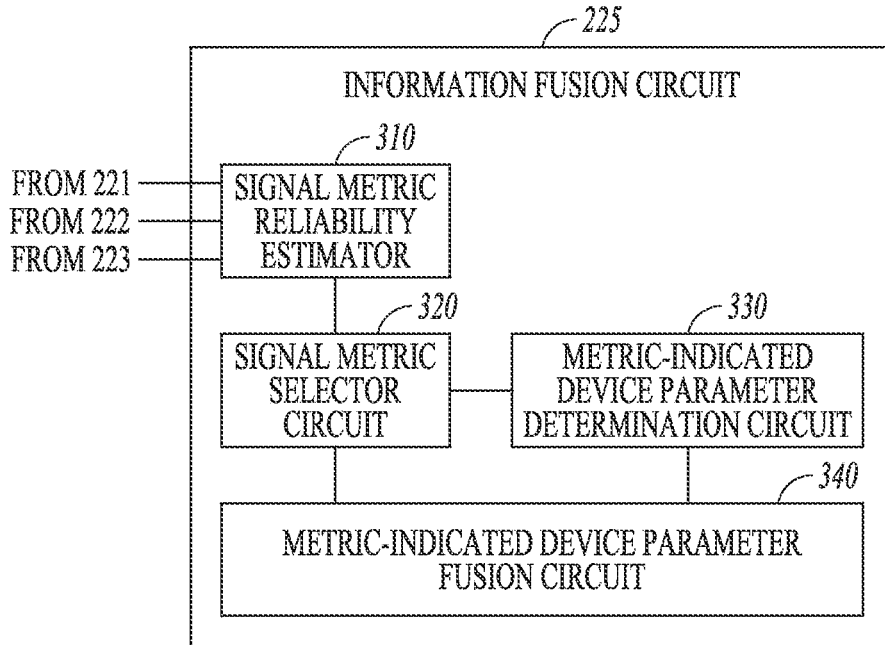 225
INFORMATION FUSION CIRCUIT
310
FROM 221
FROM 222
FROM 223
SIGNAL METRIC
RELIABILITY
ESTIMATOR
320
SIGNAL METRIC
SELECTOR
CIRCUIT
330
METRIC-INDICATED
DEVICE PARAMETER
DETERMINATION CIRCUIT
340
METRIC-INDICATED DEVICE PARAMETER
FUSION CIRCUIT